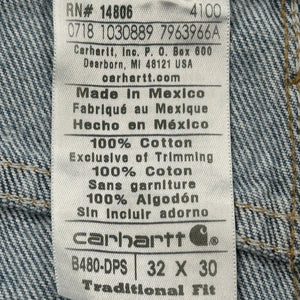 RN# 14806 4100
0718 1030889 7963966A
Carhartt, Inc. P. O. Box 600
Dearborn, MI 48121 USA
carhartt.com
Made in Mexico
Fabriqué au Mexique
Hecho en México
100% Cotton
Exclusive of Trimming
100% Coton
Sans garniture
100% Algodón
Sin incluir adorno
carhartt
B480-DPS 32 X 30
Traditional Fit